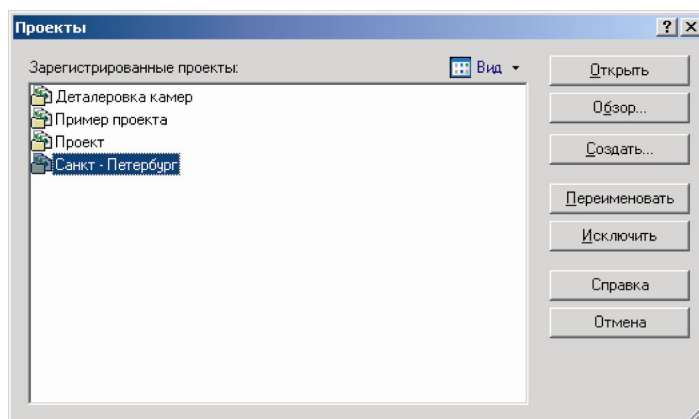 Проекты
Зарегистрированные проекты:
Вид
Деталеровка камер
Пример проекта
Проект
Санкт - Петербург
Открыть
Обзор...
Создать...
Переименовать
Исключить
Справка
Отмена